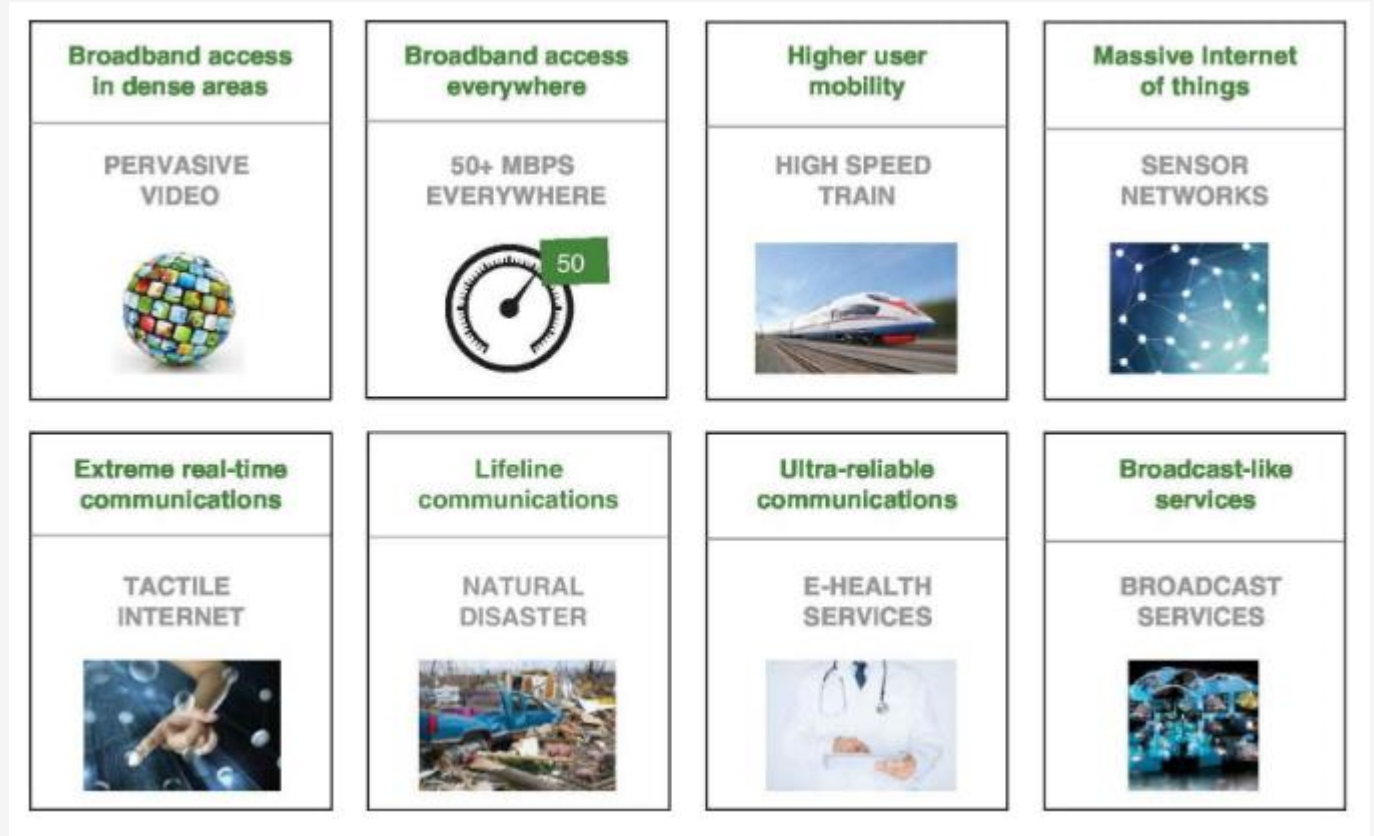 Broadband access
in dense areas
PERVASIVE
VIDEO
Broadband access
everywhere
50+ MBPS
EVERYWHERE
50
Higher user
mobility
HIGH SPEED
TRAIN
Massive Internet
of things
SENSOR
NETWORKS
Extreme real-time
communications
TACTILE
INTERNET
Lifeline
communications
NATURAL
DISASTER
Ultra-reliable
communications
E-HEALTH
SERVICES
Broadcast-like
services
BROADCAST
SERVICES